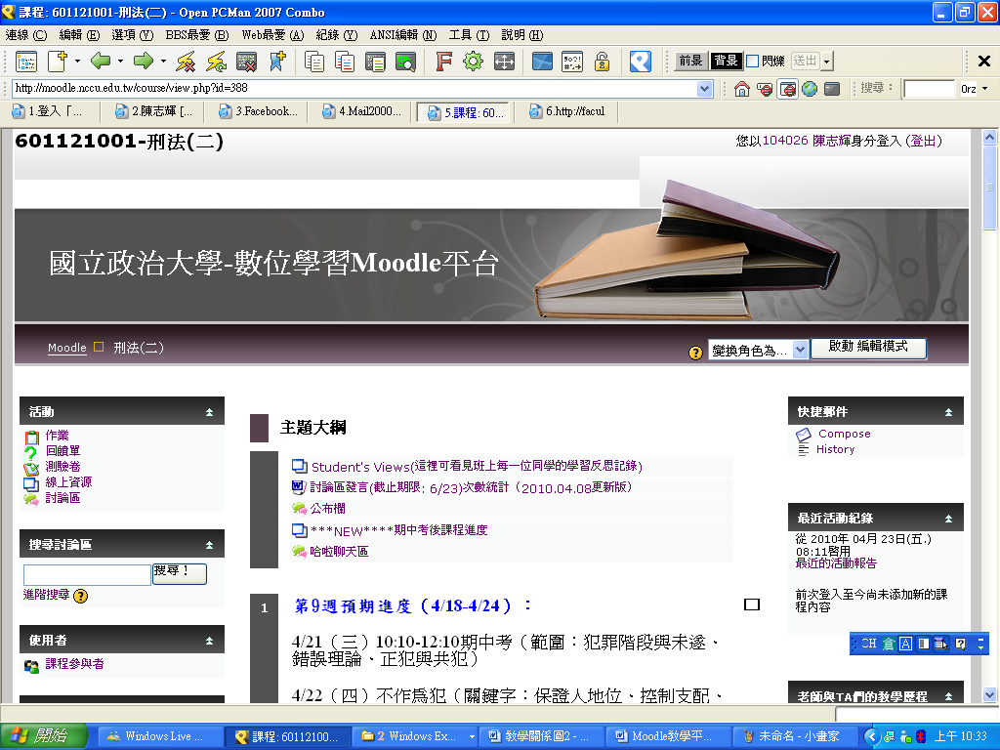 課程: 601121001-刑法(二) - Open PCMan 2007 Combo
連線 (C) 編輯 (E) 選項 (V) BBS最愛 (B) Web最愛 (A) 紀錄 (Y) ANSI編輯 (N) 工具 (T) 說明 (H)
前景 背景 閃爍 送出
http://moodle.nccu.edu.tw/course/view.php?id=388 搜尋： Orz
1.登入「... 2.陳志輝 [... 3.Facebook... 4.Mail2000... 5.課程: 60... 6.http://facul
601121001-刑法(二)
您以104026 陳志輝身分登入 (登出)
國立政治大學-數位學習Moodle平台
Moodle 刑法(二)
變換角色為... 啟動 編輯模式
活動
作業
回饋單
測驗卷
線上資源
討論區
搜尋討論區
搜尋！
進階搜尋
使用者
課程參與者
主題大綱
Student's Views(這裡可看見班上每一位同學的學習反思記錄)
討論區發言(截止期限: 6/23)次數統計（2010.04.08更新版）
公布欄
***NEW****期中考後課程進度
哈啦聊天區
1
第9週預期進度（4/18-4/24）：
4/21（三）10:10-12:10期中考（範圍：犯罪階段與未遂、
錯誤理論、正犯與共犯）
4/22（四）不作為犯（關鍵字：保證人地位、控制支配、
快捷郵件
Compose
History
最近活動紀錄
從 2010年 04月 23日(五.)
08:11啓用
最近的活動報告
前次登入至今尚未添加新的課
程內容
CH 倉 A
老師與TA們的教學歷程
開始 Windows Live ... 課程: 60112100... 2 Windows Ex... 教學關係圖2 - ... Moodle教學平... 未命名 - 小畫家 上午 10:33